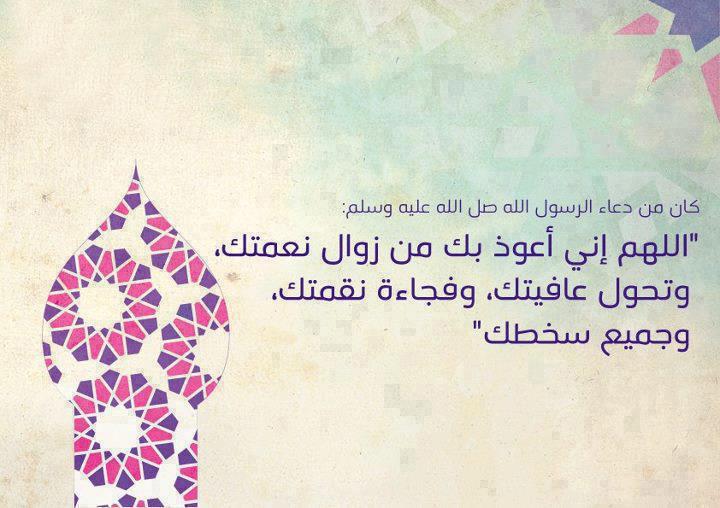 كان من دعاء الرسول الله صل الله عليه وسلم:
"اللهم إني أعوذ بك من زوال نعمتك،
وتحول عافيتك، وفجاءة نقمتك،
وجميع سخطك"